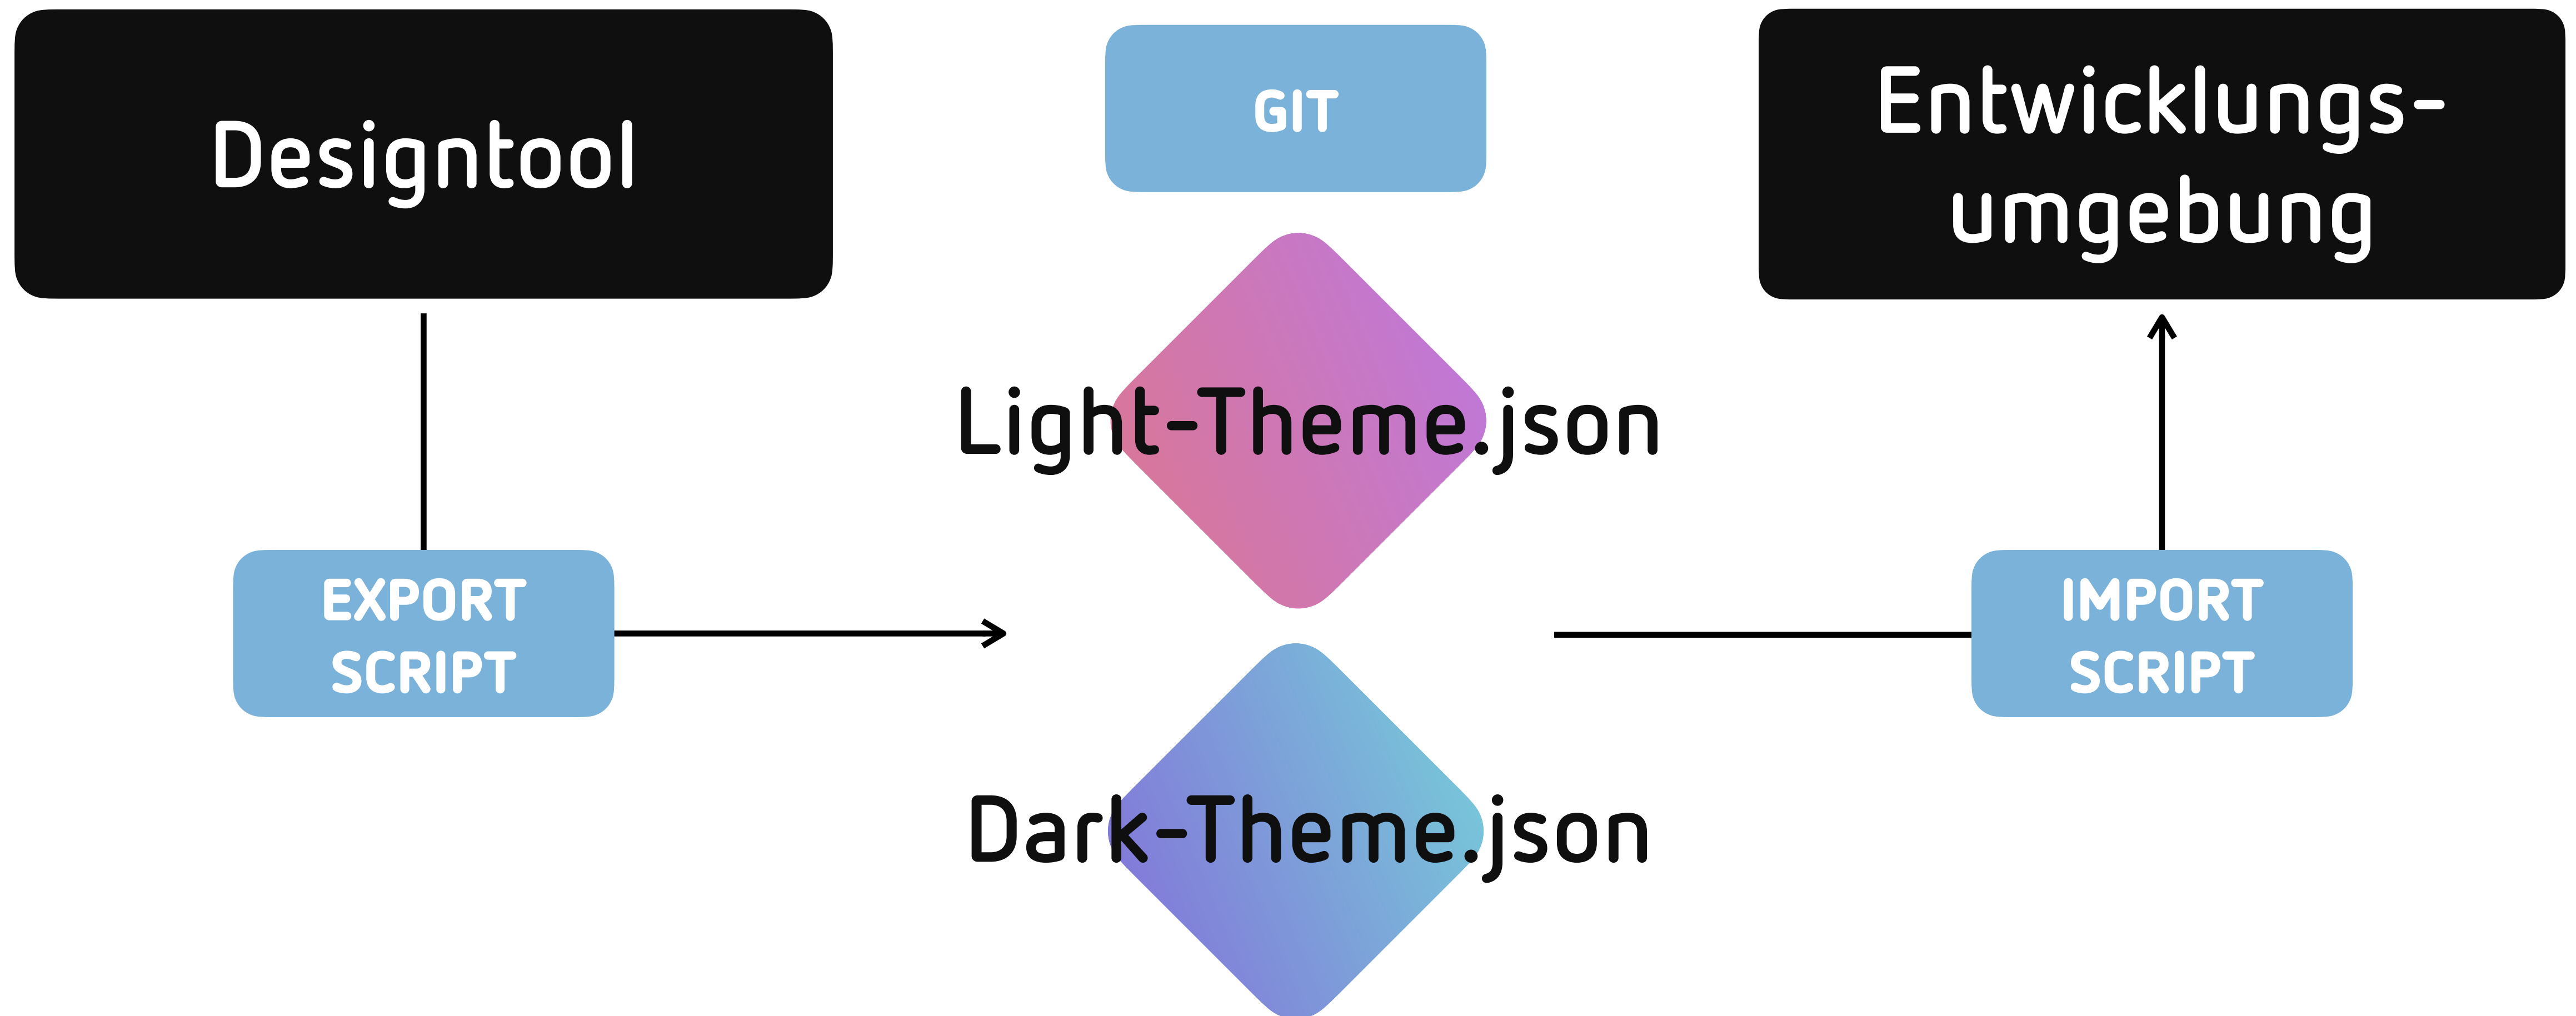 Designtool
EXPORT
SCRIPT
GIT
Light-Theme.json
Dark-Theme.json
Entwicklungs-
umgebung
IMPORT
SCRIPT